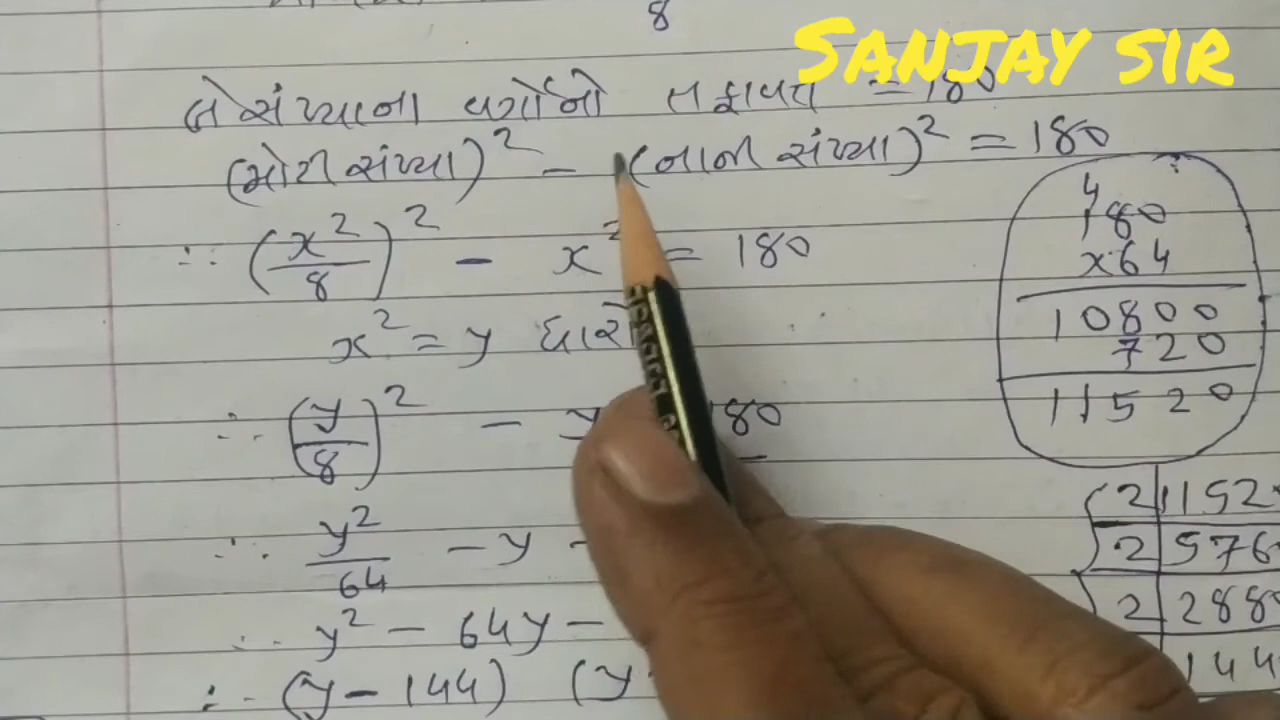 8
SANJAY SIR
બે સંખ્યાના વર્ગોનો તફાવત = 180
(મોટી સંખ્યા)² - (નાની સંખ્યા)² = 180
∴ (x²/8)² - x² = 180
x² = y ધારો
∴ (y/8)² - y 180
∴ y²/64 - y -
∴ y² - 64y -
∴ (y - 144) (y
4
180
x64
10800
720
11520
2 1152
2 576
2 288
144